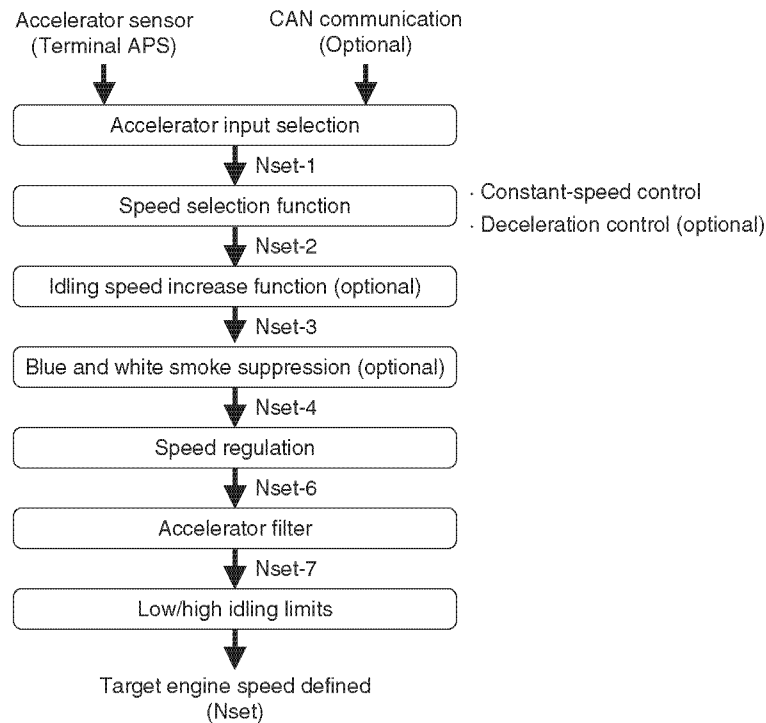 Accelerator sensor
(Terminal APS)
CAN communication
(Optional)
Accelerator input selection
Nset-1
Speed selection function
· Constant-speed control
· Deceleration control (optional)
Nset-2
Idling speed increase function (optional)
Nset-3
Blue and white smoke suppression (optional)
Nset-4
Speed regulation
Nset-6
Accelerator filter
Nset-7
Low/high idling limits
Target engine speed defined
(Nset)